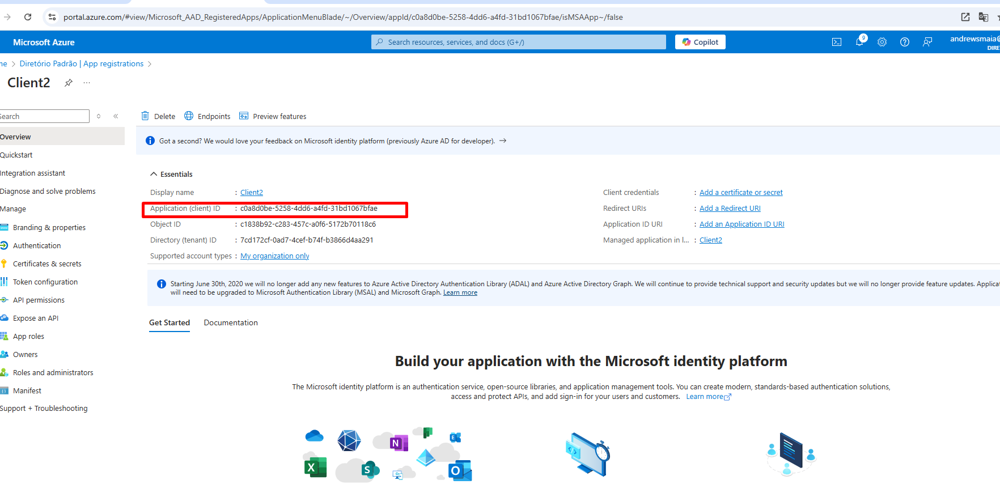 portal.azure.com/#view/Microsoft_AAD_RegisteredApps/ApplicationMenuBlade/~/Overview/appId/c0a8d0be-5258-4dd6-a4fd-31bd1067bfae/isMSAApp~/false
Microsoft Azure
Search resources, services, and docs (G+/)
Copilot
9
andrewsmaia@
DIRE
Diretório Padrão | App registrations
Client2
Search
Delete
Endpoints
Preview features
Overview
Got a second? We would love your feedback on Microsoft identity platform (previously Azure AD for developer).
Quickstart
Integration assistant
Diagnose and solve problems
Manage
Branding & properties
Authentication
Certificates & secrets
Token configuration
API permissions
Expose an API
App roles
Owners
Roles and administrators
Manifest
Support + Troubleshooting
Essentials
Display name : Client2
Application (client) ID : c0a8d0be-5258-4dd6-a4fd-31bd1067bfae
Object ID : c1838b92-c283-457c-a0f6-5172b70118c6
Directory (tenant) ID : 7cd172cf-0ad7-4cef-b74f-b3866d4aa291
Supported account types : My organization only
Client credentials : Add a certificate or secret
Redirect URIs : Add a Redirect URI
Application ID URI : Add an Application ID URI
Managed application in l... : Client2
Starting June 30th, 2020 we will no longer add any new features to Azure Active Directory Authentication Library (ADAL) and Azure Active Directory Graph. We will continue to provide technical support and security updates but we will no longer provide feature updates. Applicat
will need to be upgraded to Microsoft Authentication Library (MSAL) and Microsoft Graph. Learn more
Get Started
Documentation
Build your application with the Microsoft identity platform
The Microsoft identity platform is an authentication service, open-source libraries, and application management tools. You can create modern, standards-based authentication solutions,
access and protect APIs, and add sign-in for your users and customers. Learn more
N
E
X
S
O